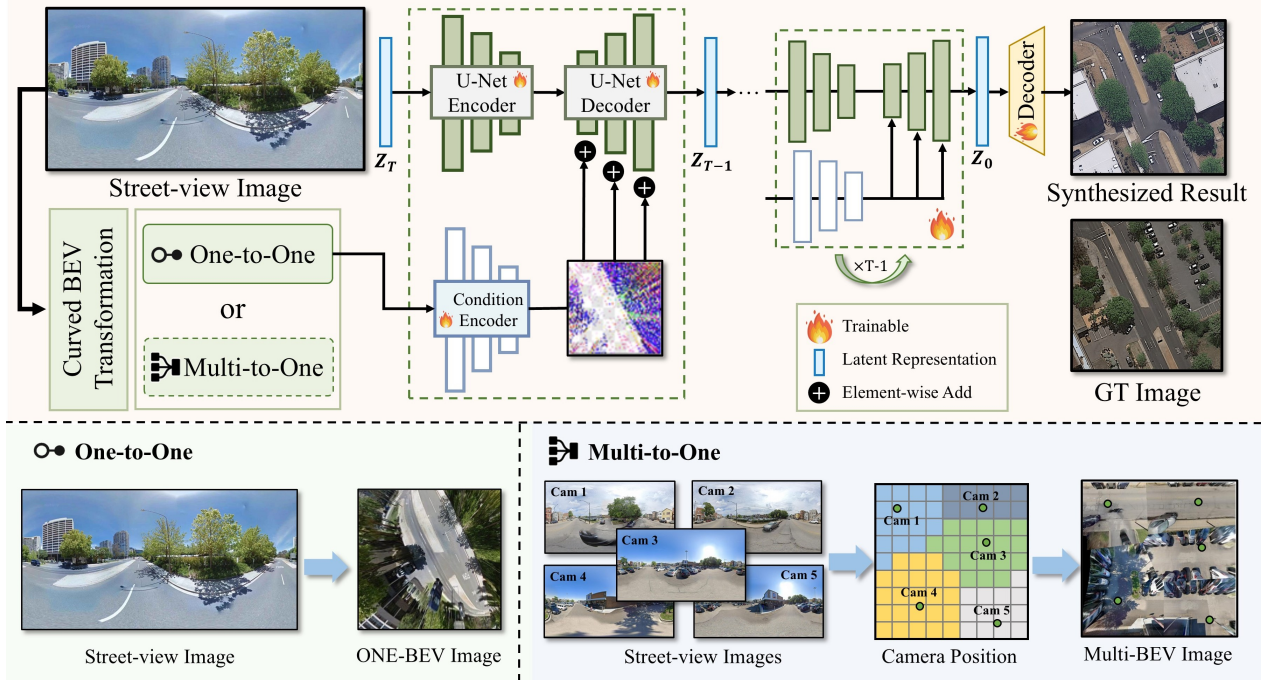 Street-view Image
Z_T
U-Net
Encoder
U-Net
Decoder
Z_{T-1}
...
Z_0
Decoder
Synthesized Result
Curved BEV
Transformation
One-to-One
or
Multi-to-One
Condition
Encoder
×T-1
Trainable
Latent Representation
Element-wise Add
GT Image
One-to-One
Street-view Image
ONE-BEV Image
Multi-to-One
Cam 1
Cam 2
Cam 3
Cam 4
Cam 5
Street-view Images
Cam 1
Cam 2
Cam 3
Cam 4
Cam 5
Camera Position
Multi-BEV Image